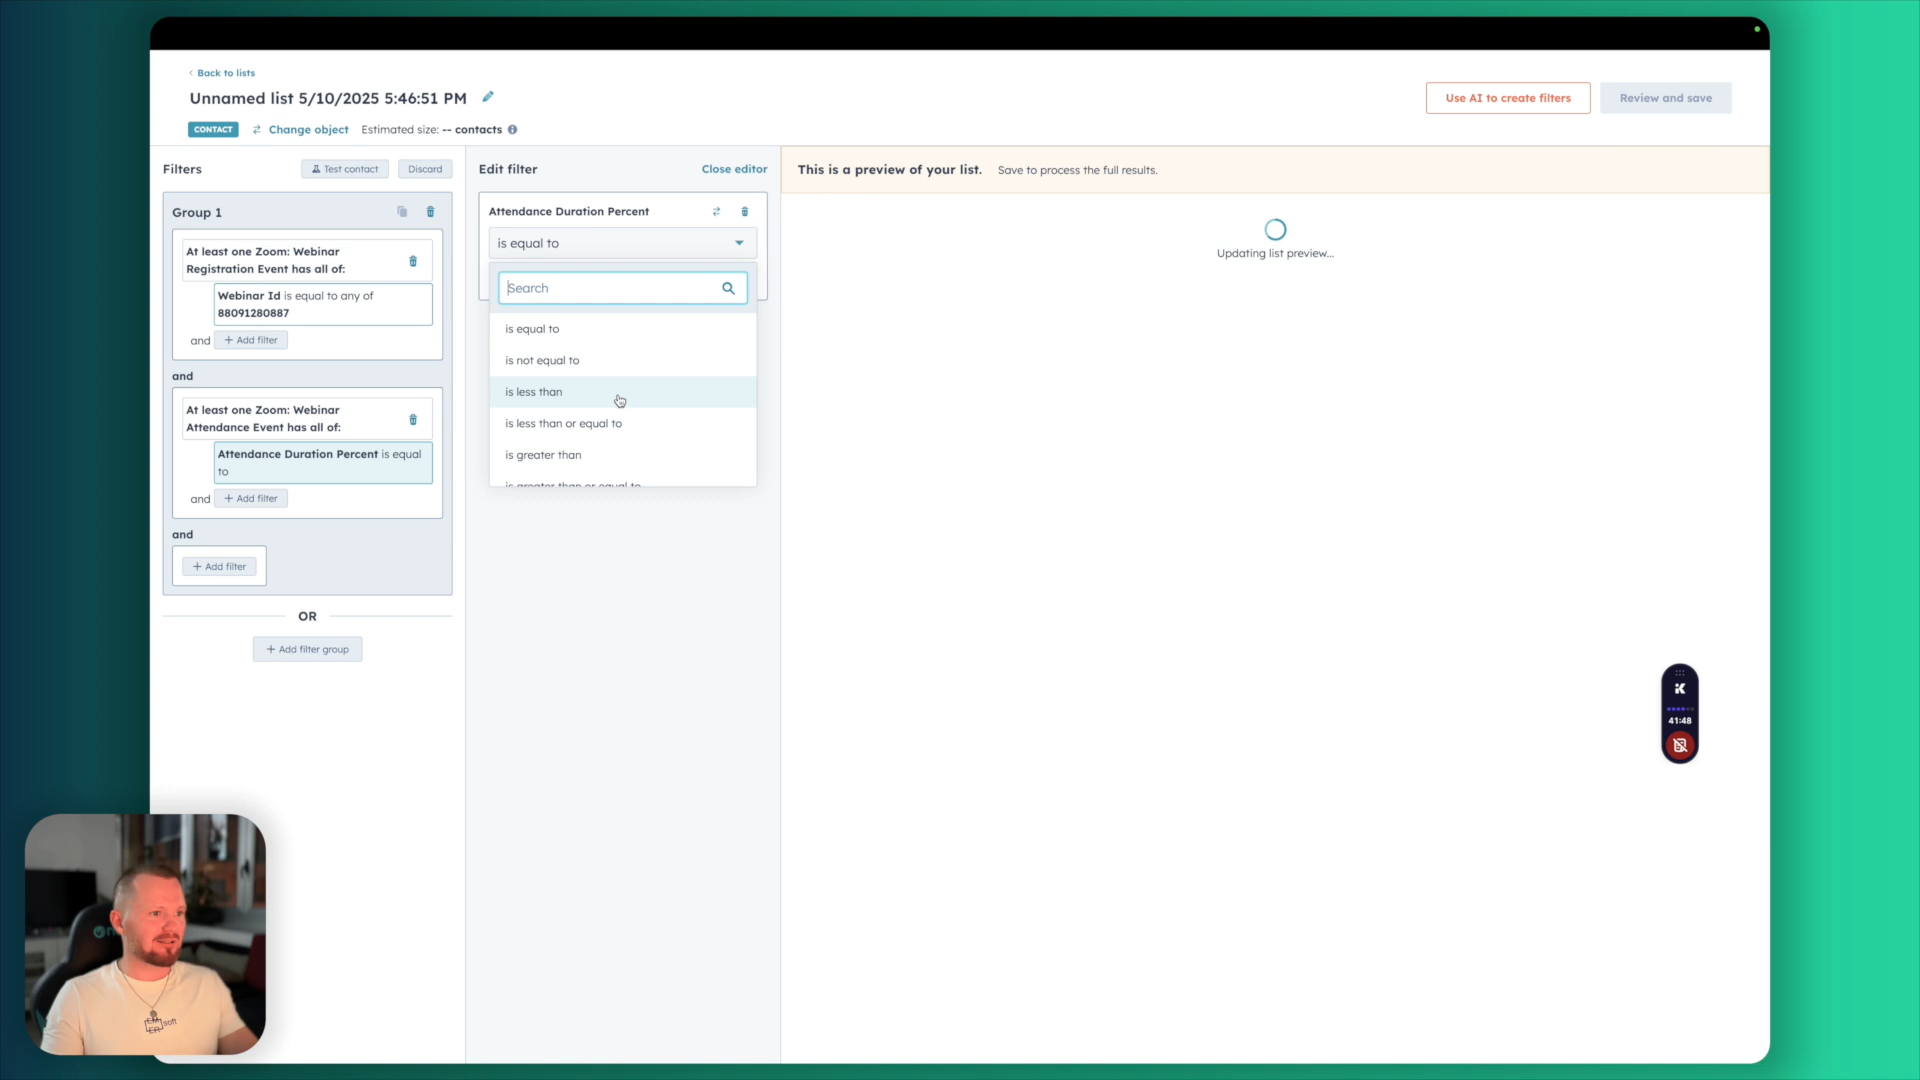 Back to lists
Unnamed list 5/10/2025 5:46:51 PM
Use AI to create filters
Review and save
CONTACT
Change object
Estimated size: -- contacts
Filters
Test contact
Discard
Edit filter
Close editor
This is a preview of your list. Save to process the full results.
Group 1
At least one Zoom: Webinar
Registration Event has all of:
Webinar Id is equal to any of
88091280887
and
+ Add filter
and
At least one Zoom: Webinar
Attendance Event has all of:
Attendance Duration Percent is equal
to
and
+ Add filter
and
+ Add filter
OR
+ Add filter group
Attendance Duration Percent
is equal to
Search
is equal to
is not equal to
is less than
is less than or equal to
is greater than
is greater than or equal to
Updating list preview...
41:48
soft